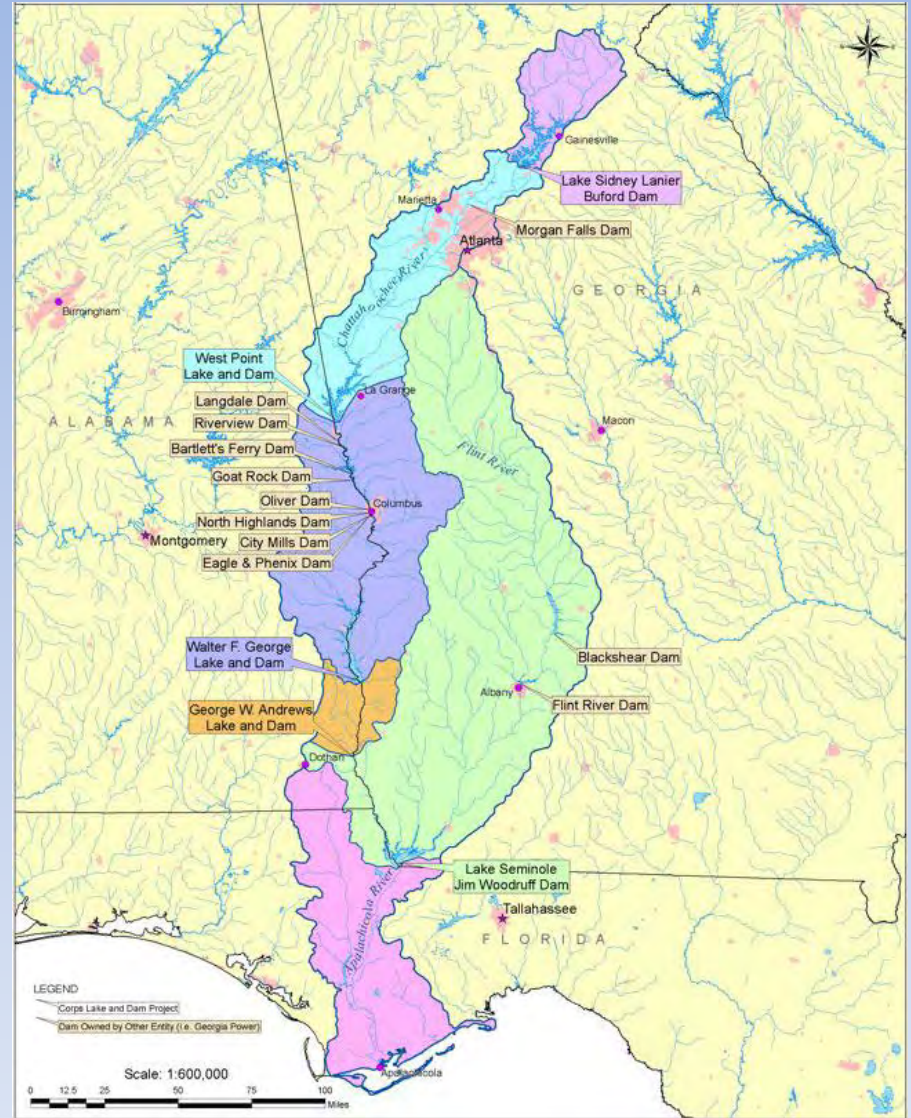 Gainesville
Lake Sidney Lanier
Buford Dam
Marietta
Morgan Falls Dam
Atlanta
Chattahoochee River
GEORGIA
Birmingham
West Point
Lake and Dam
La Grange
Langdale Dam
ALABAMA
Riverview Dam
Macon
Bartlett's Ferry Dam
Flint River
Goat Rock Dam
Oliver Dam
Columbus
North Highlands Dam
Montgomery
City Mills Dam
Eagle & Phenix Dam
Walter F. George
Lake and Dam
Blackshear Dam
Albany
Flint River Dam
George W. Andrews
Lake and Dam
Dothan
Lake Seminole
Jim Woodruff Dam
Apalachicola River
Tallahassee
FLORIDA
LEGEND
Corps Lake and Dam Project
Dam Owned by Other Entity (i.e. Georgia Power)
Scale: 1:600,000
Apalachicola
0 12.5 25 50 75 100
Miles